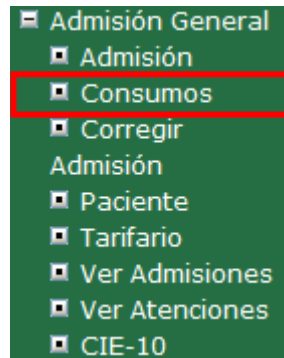 Admisión General
Admisión
Consumos
Corregir
Admisión
Paciente
Tarifario
Ver Admisiones
Ver Atenciones
CIE-10